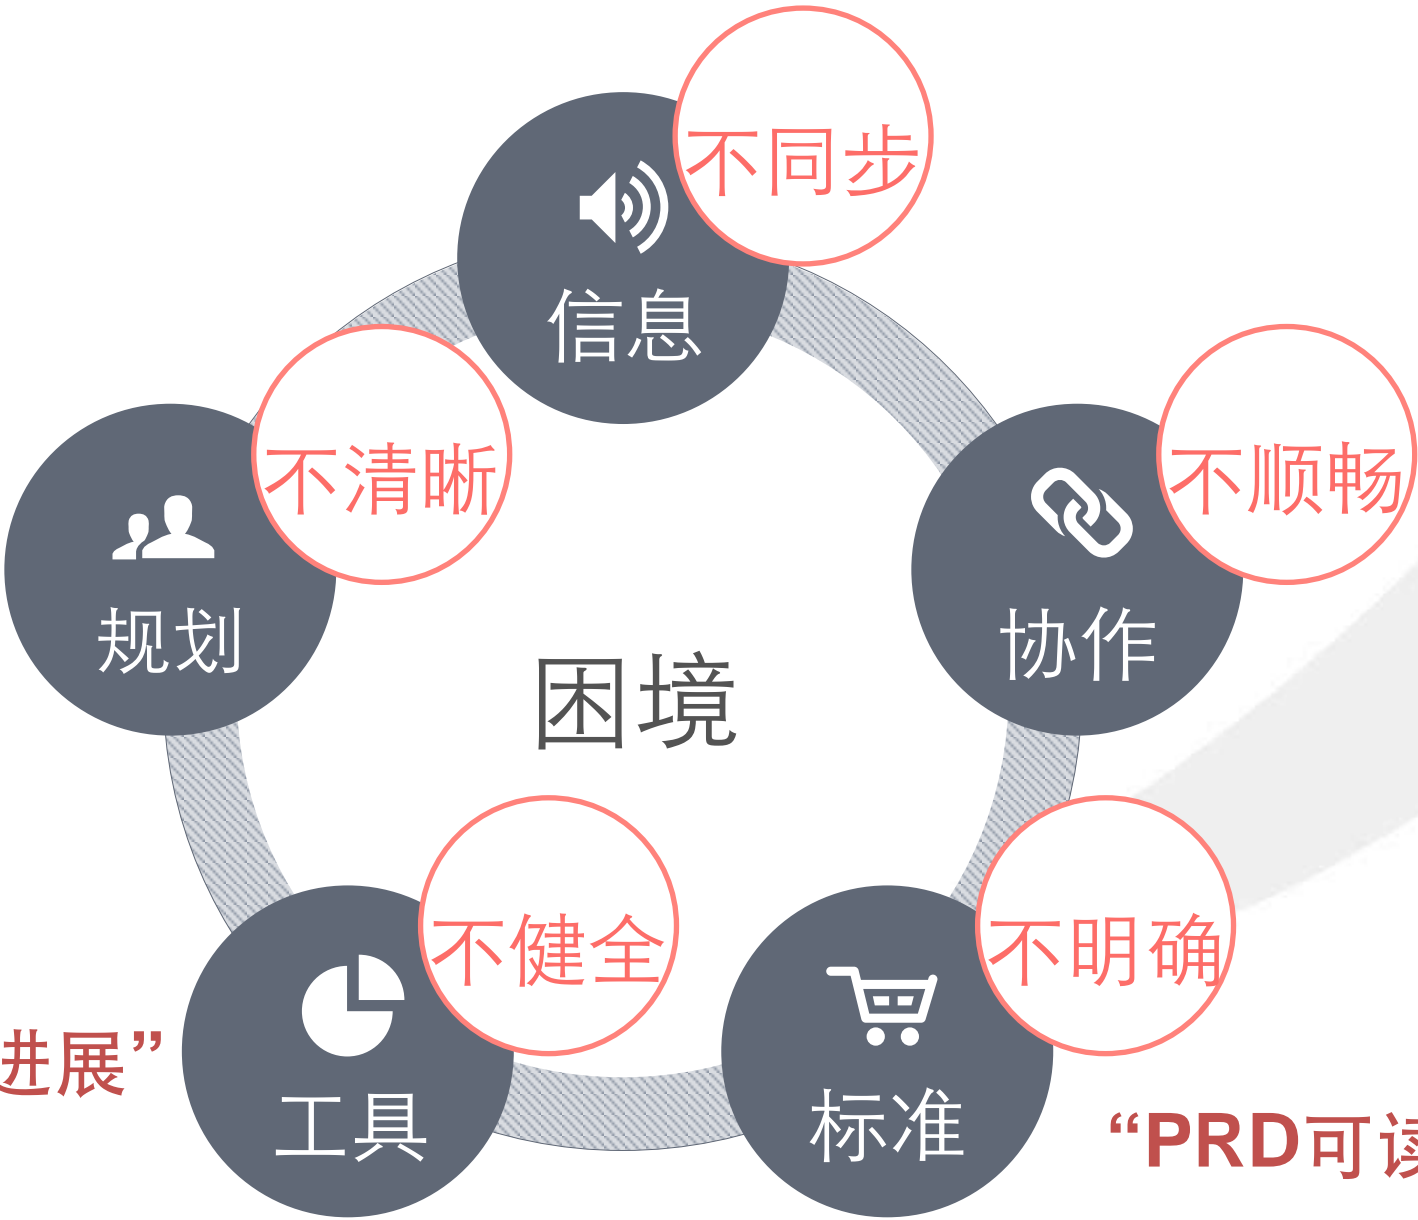 不同步
信息
不清晰
不顺畅
规划
协作
困境
不健全
不明确
进展”
工具
标准
“PRD可读